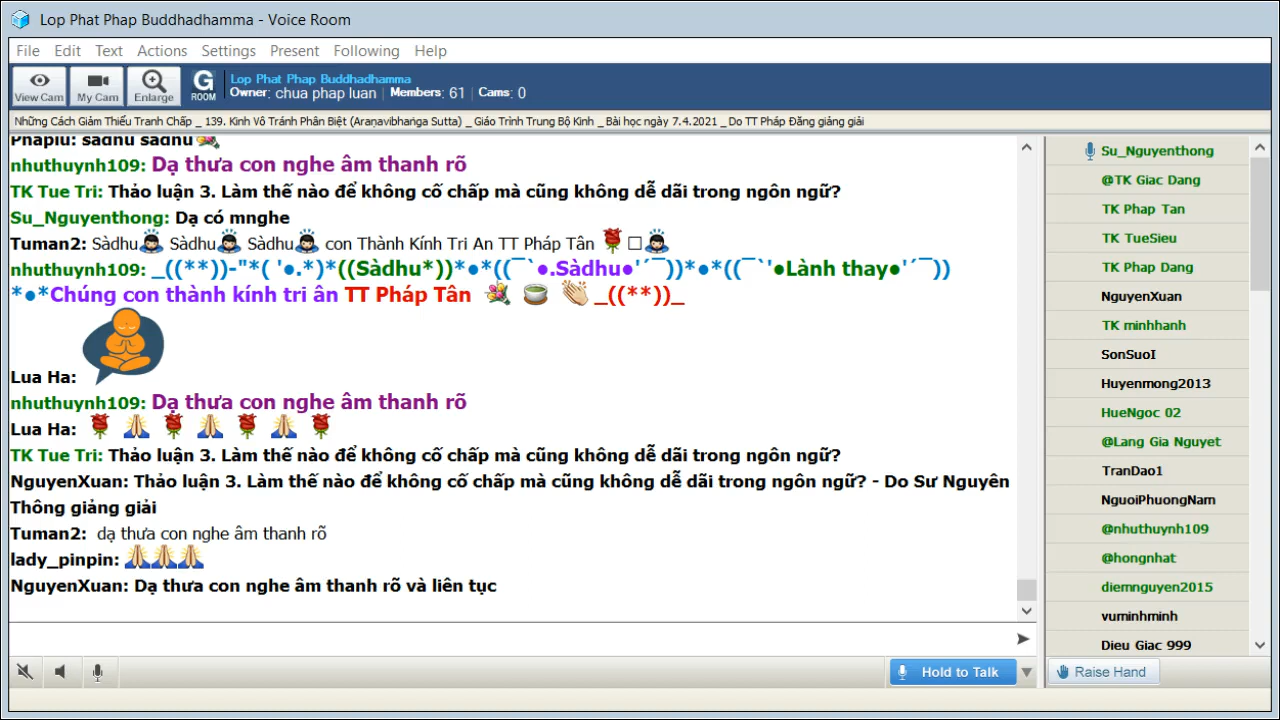 Lop Phat Phap Buddhadhamma - Voice Room
File Edit Text Actions Settings Present Following Help
View Cam My Cam Enlarge G ROOM
Lop Phat Phap Buddhadhamma
Owner: chua phap luan Members: 61 Cams: 0
Những Cách Giảm Thiểu Tranh Chấp _ 139. Kinh Vô Tránh Phân Biệt (Araṇavibhaṅga Sutta) _ Giáo Trình Trung Bộ Kinh _ Bài học ngày 7.4.2021 _ Do TT Pháp Đăng giảng giải
Phapiu: sadhu sadhu
nhuthuynh109: Dạ thưa con nghe âm thanh rõ
TK Tue Tri: Thảo luận 3. Làm thế nào để không cố chấp mà cũng không dễ dãi trong ngôn ngữ?
Su_Nguyenthong: Dạ có mnghe
Tuman2: Sàdhu Sàdhu Sàdhu con Thành Kính Tri Ân TT Pháp Tân
nhuthuynh109: _((**))-"*( '●.*)*((Sàdhu*))*●*((¯`●.Sàdhu●'´¯))*●*((¯`'●Lành thay●'´¯))
*●*Chúng con thành kính tri ân TT Pháp Tân _((**))_
Lua Ha:
nhuthuynh109: Dạ thưa con nghe âm thanh rõ
Lua Ha:
TK Tue Tri: Thảo luận 3. Làm thế nào để không cố chấp mà cũng không dễ dãi trong ngôn ngữ?
NguyenXuan: Thảo luận 3. Làm thế nào để không cố chấp mà cũng không dễ dãi trong ngôn ngữ? - Do Sư Nguyên
Thông giảng giải
Tuman2: dạ thưa con nghe âm thanh rõ
lady_pinpin:
NguyenXuan: Dạ thưa con nghe âm thanh rõ và liên tục
Su_Nguyenthong
@TK Giac Dang
TK Phap Tan
TK TueSieu
TK Phap Dang
NguyenXuan
TK minhhanh
SonSuoI
Huyenmong2013
HueNgoc 02
@Lang Gia Nguyet
TranDao1
NguoiPhuongNam
@nhuthuynh109
@hongnhat
diemnguyen2015
vuminhminh
Dieu Giac 999
Hold to Talk
Raise Hand